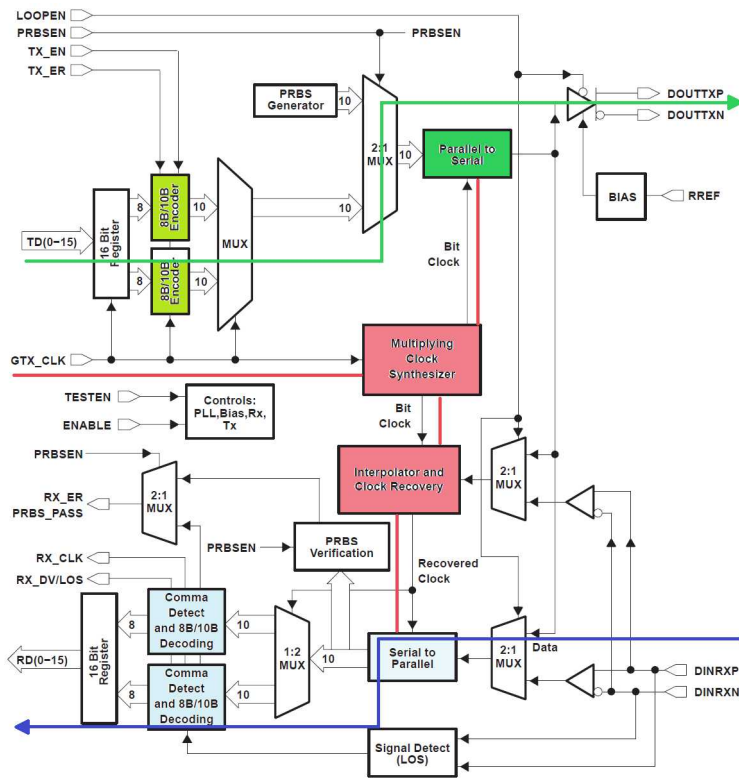 LOOPEN
PRBSEN
PRBSEN
TX_EN
TX_ER
PRBS
Generator
10
DOUTTXP
DOUTTXN
2:1
MUX
10
Parallel to
Serial
8
8B/10B
Encoder
10
10
BIAS
RREF
TD(0−15)
16 Bit
Register
MUX
8
8B/10B
Encoder
10
Bit
Clock
GTX_CLK
Multiplying
Clock
Synthesizer
TESTEN
ENABLE
Controls:
PLL,Bias,Rx,
Tx
Bit
Clock
PRBSEN
2:1
MUX
RX_ER
PRBS_PASS
Interpolator and
Clock Recovery
2:1
MUX
PRBSEN
PRBS
Verification
Recovered
Clock
RX_CLK
RX_DV/LOS
Comma
Detect
and 8B/10B
Decoding
8
10
1:2
MUX
10
Serial to
Parallel
2:1
MUX
Data
RD(0−15)
16 Bit
Register
Comma
Detect
and 8B/10B
Decoding
8
10
DINRXP
DINRXN
Signal Detect
(LOS)